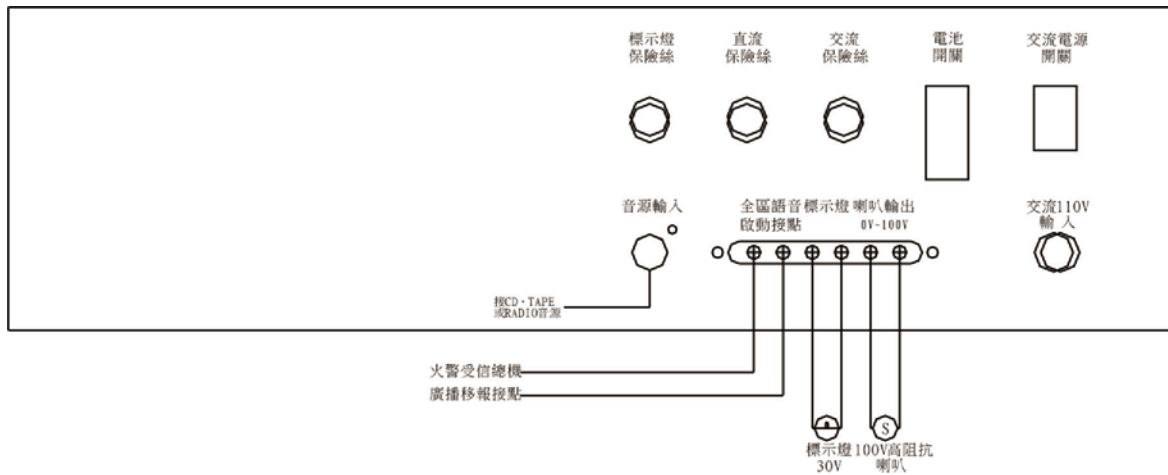 標示燈
保險絲
直流
保險絲
交流
保險絲
電池
開關
交流電源
開關
音源輸入
全區語音標示燈 喇叭輸出
啟動接點 0V~100V
交流110V
輸 入
接CD·TAPE
或RADIO音源
火警受信總機
廣播移報接點
標示燈
30V
S
100V高阻抗
喇叭